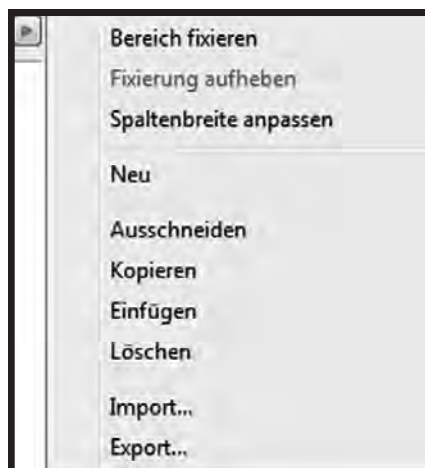 Bereich fixieren
Fixierung aufheben
Spaltenbreite anpassen
Neu
Ausschneiden
Kopieren
Einfügen
Löschen
Import...
Export...